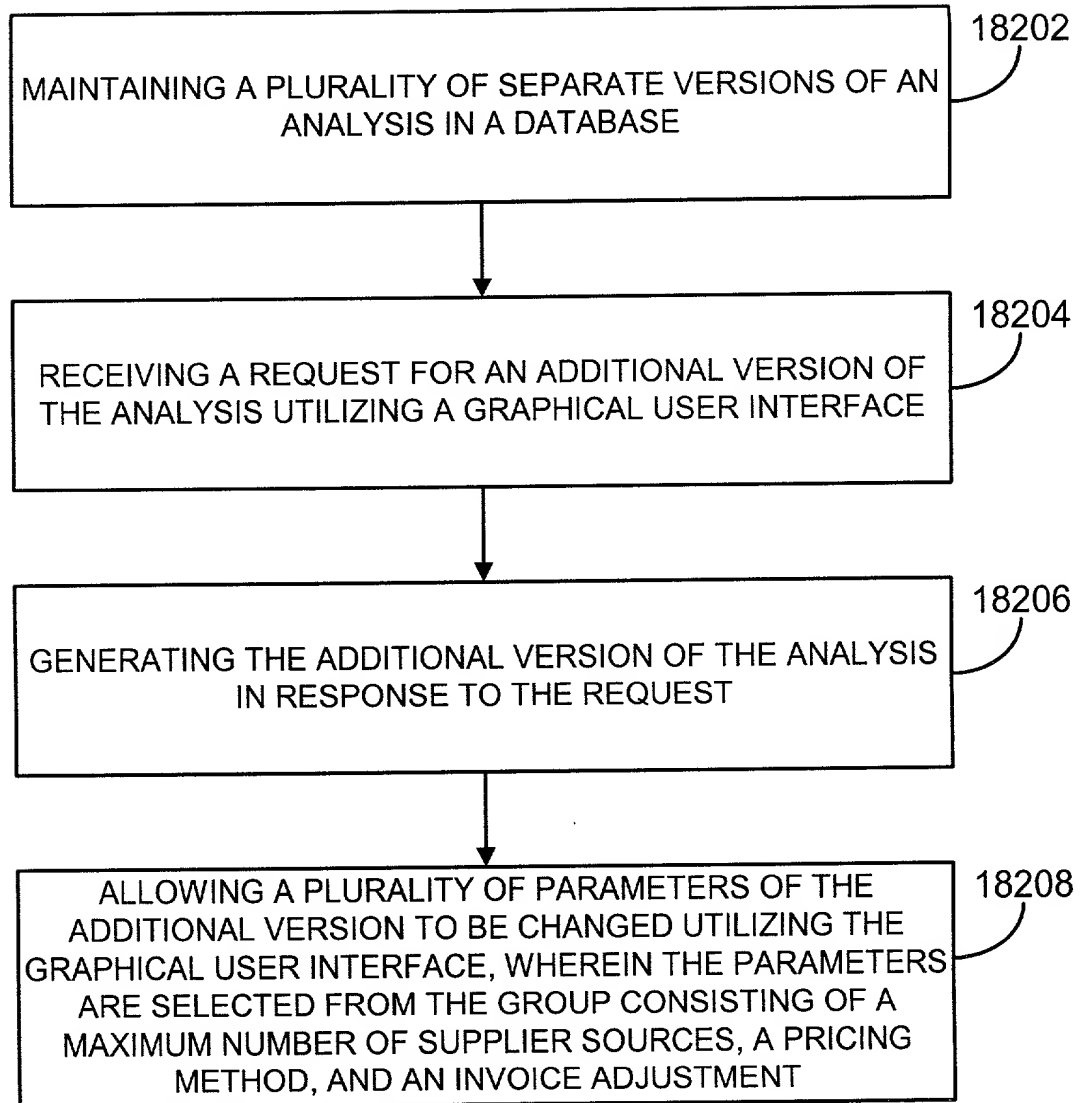 18202
MAINTAINING A PLURALITY OF SEPARATE VERSIONS OF AN
ANALYSIS IN A DATABASE
18204
RECEIVING A REQUEST FOR AN ADDITIONAL VERSION OF
THE ANALYSIS UTILIZING A GRAPHICAL USER INTERFACE
18206
GENERATING THE ADDITIONAL VERSION OF THE ANALYSIS
IN RESPONSE TO THE REQUEST
18208
ALLOWING A PLURALITY OF PARAMETERS OF THE
ADDITIONAL VERSION TO BE CHANGED UTILIZING THE
GRAPHICAL USER INTERFACE, WHEREIN THE PARAMETERS
ARE SELECTED FROM THE GROUP CONSISTING OF A
MAXIMUM NUMBER OF SUPPLIER SOURCES, A PRICING
METHOD, AND AN INVOICE ADJUSTMENT